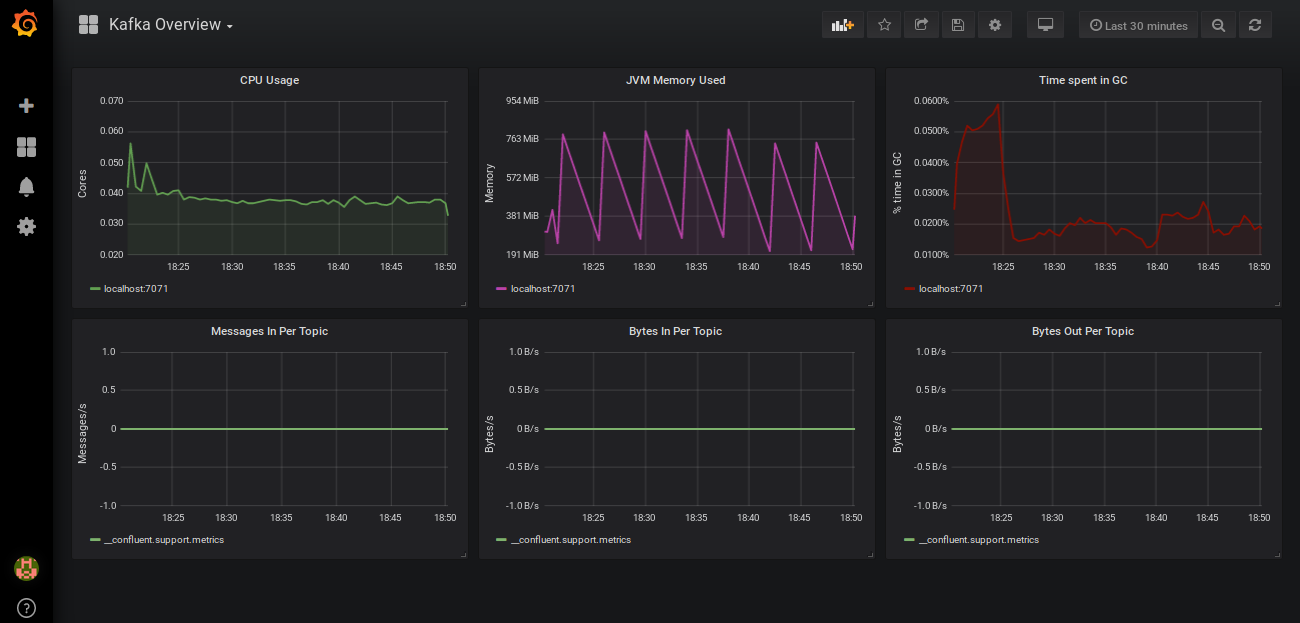 Kafka Overview
Last 30 minutes
CPU Usage
Cores
0.070
0.060
0.050
0.040
0.030
0.020
18:25 18:30 18:35 18:40 18:45 18:50
localhost:7071
JVM Memory Used
Memory
954 MiB
763 MiB
572 MiB
381 MiB
191 MiB
18:25 18:30 18:35 18:40 18:45 18:50
localhost:7071
Time spent in GC
% time in GC
0.0600%
0.0500%
0.0400%
0.0300%
0.0200%
0.0100%
18:25 18:30 18:35 18:40 18:45 18:50
localhost:7071
Messages In Per Topic
Messages/s
1.0
0.5
0
-0.5
-1.0
18:25 18:30 18:35 18:40 18:45 18:50
__confluent.support.metrics
Bytes In Per Topic
Bytes/s
1.0 B/s
0.5 B/s
0 B/s
-0.5 B/s
-1.0 B/s
18:25 18:30 18:35 18:40 18:45 18:50
__confluent.support.metrics
Bytes Out Per Topic
Bytes/s
1.0 B/s
0.5 B/s
0 B/s
-0.5 B/s
-1.0 B/s
18:25 18:30 18:35 18:40 18:45 18:50
__confluent.support.metrics
?